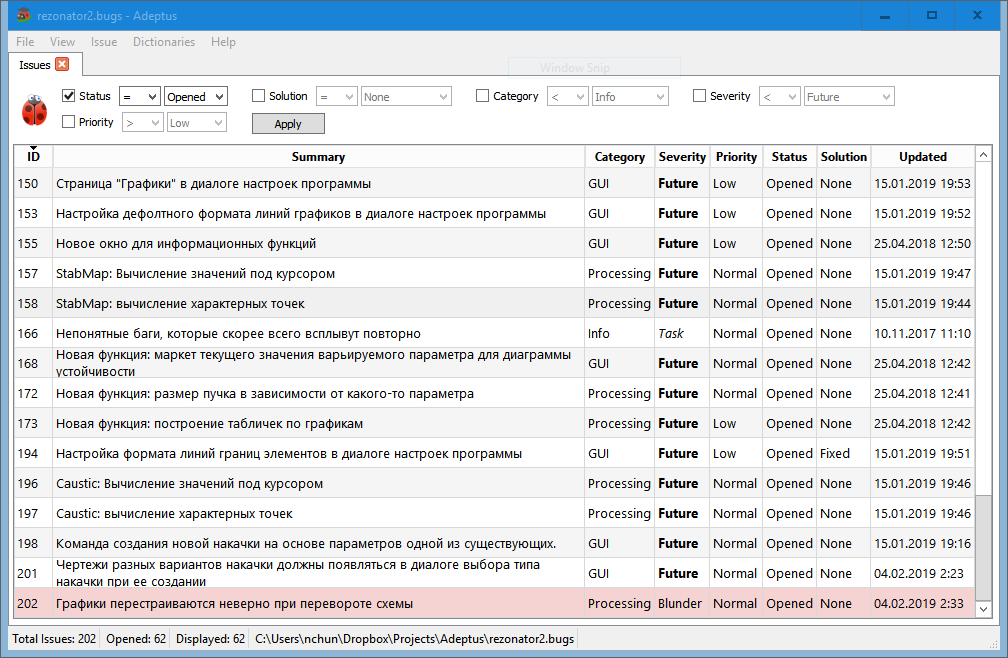 rezonator2.bugs - Adeptus
File View Issue Dictionaries Help
Issues
Window Snip
Status = Opened Solution = None Category < Info Severity < Future
Priority > Low Apply
ID Summary Category Severity Priority Status Solution Updated
150 Страница "Графики" в диалоге настроек программы GUI Future Low Opened None 15.01.2019 19:53
153 Настройка дефолтного формата линий графиков в диалоге настроек программы GUI Future Low Opened None 15.01.2019 19:52
155 Новое окно для информационных функций GUI Future Low Opened None 25.04.2018 12:50
157 StabMap: Вычисление значений под курсором Processing Future Normal Opened None 15.01.2019 19:47
158 StabMap: вычисление характерных точек Processing Future Normal Opened None 15.01.2019 19:44
166 Непонятные баги, которые скорее всего всплывут повторно Info Task Normal Opened None 10.11.2017 11:10
168 Новая функция: маркет текущего значения варьируемого параметра для диаграммы
устойчивости GUI Future Normal Opened None 25.04.2018 12:42
172 Новая функция: размер пучка в зависимости от какого-то параметра Processing Future Normal Opened None 25.04.2018 12:41
173 Новая функция: построение табличек по графикам Processing Future Low Opened None 25.04.2018 12:42
194 Настройка формата линий границ элементов в диалоге настроек программы GUI Future Low Opened Fixed 15.01.2019 19:51
196 Caustic: Вычисление значений под курсором Processing Future Normal Opened None 15.01.2019 19:46
197 Caustic: вычисление характерных точек Processing Future Normal Opened None 15.01.2019 19:46
198 Команда создания новой накачки на основе параметров одной из существующих. GUI Future Normal Opened None 15.01.2019 19:16
201 Чертежи разных вариантов накачки должны появляться в диалоге выбора типа
накачки при ее создании GUI Future Normal Opened None 04.02.2019 2:23
202 Графики перестраиваются неверно при перевороте схемы Processing Blunder Normal Opened None 04.02.2019 2:33
Total Issues: 202 Opened: 62 Displayed: 62 C:\Users\nchun\Dropbox\Projects\Adeptus\rezonator2.bugs